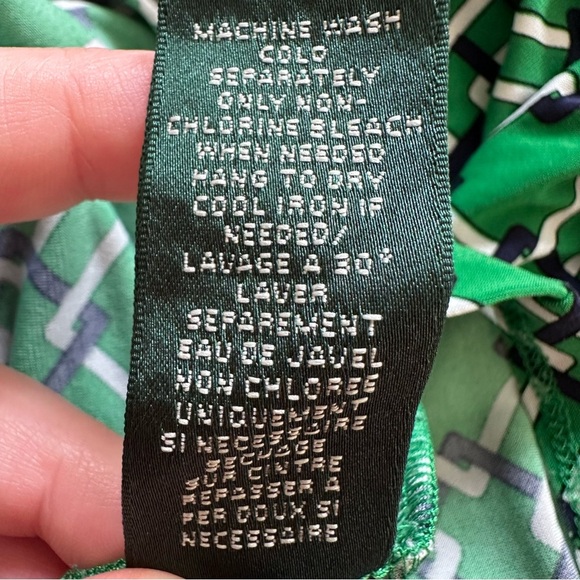 MACHINE WASH
COLD
SEPARATELY
ONLY NON-
CHLORINE BLEACH
WHEN NEEDED
HANG TO DRY
COOL IRON IF
NEEDED/
LAVAGE A 30°
LAVER
SEPAREMENT
EAU DE JAVEL
NON CHLOREE
UNIQUEMENT
SI NECESSAIRE
SECHAGE
SUR CINTRE
REPASSER A
FER DOUX SI
NECESSAIRE